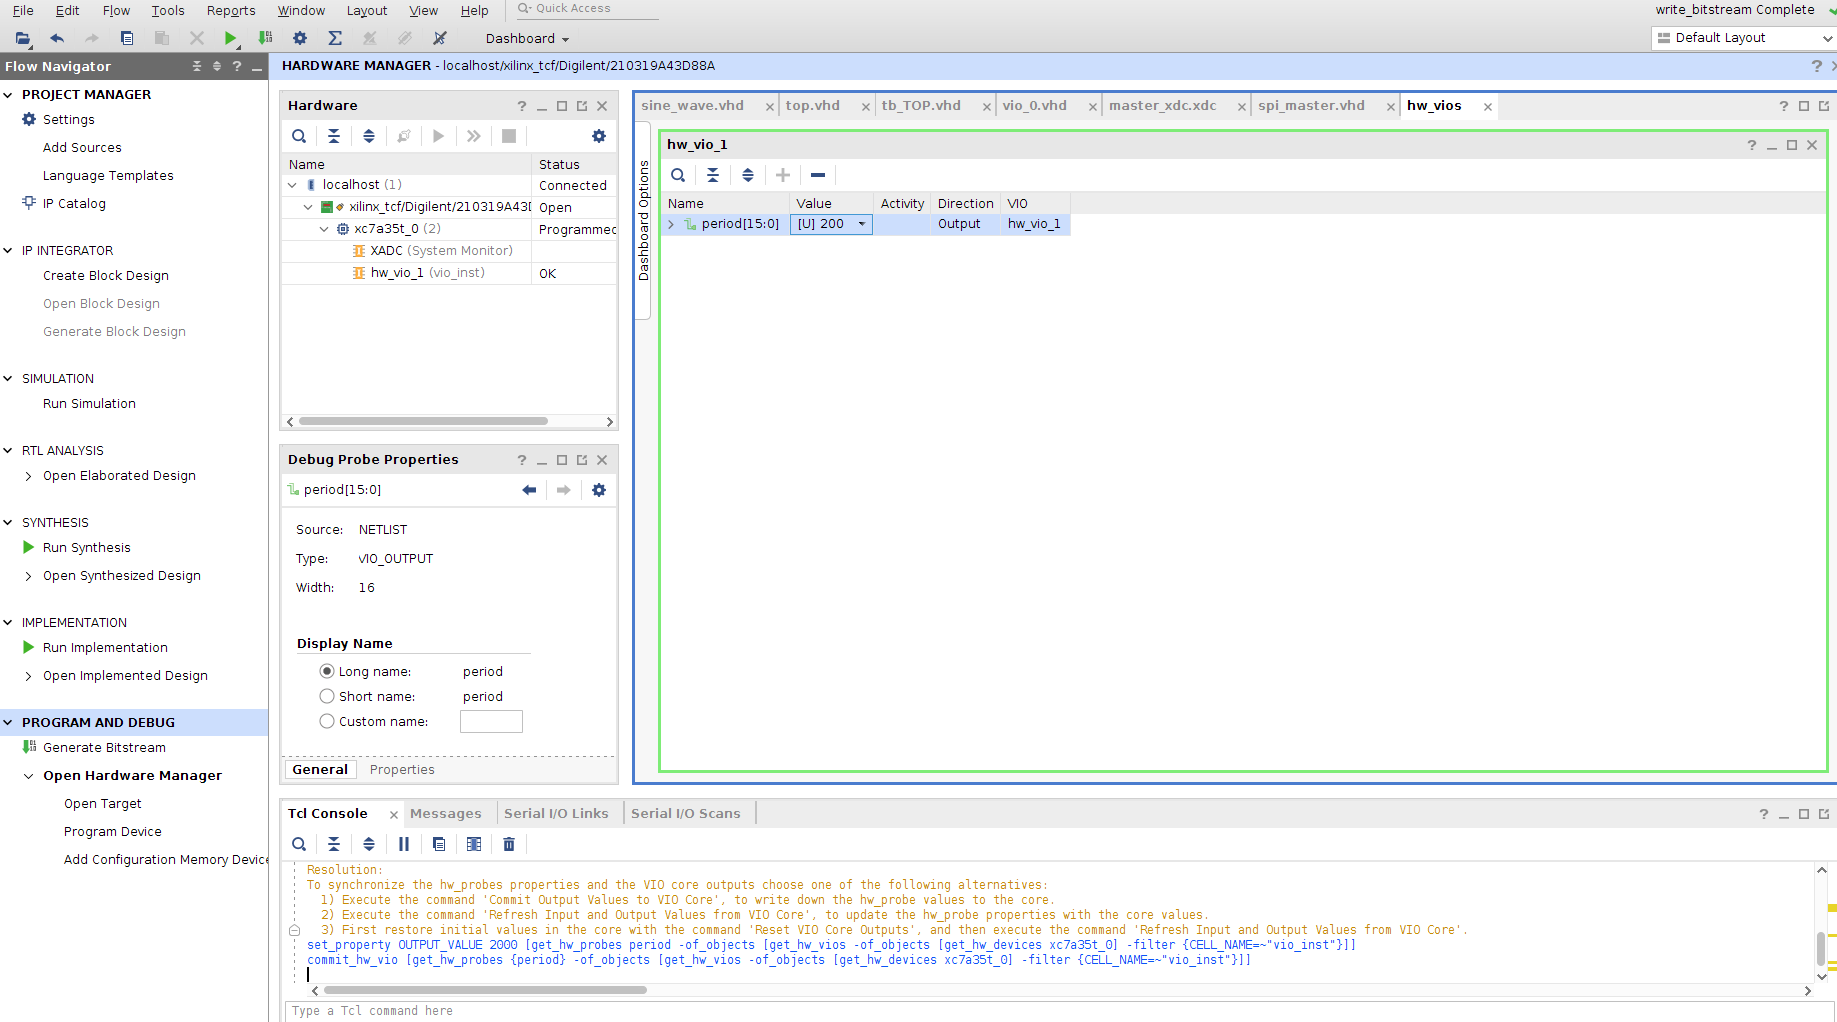 File Edit Flow Tools Reports Window Layout View Help Quick Access write_bitstream Complete
Dashboard Default Layout
Flow Navigator
PROJECT MANAGER
Settings
Add Sources
Language Templates
IP Catalog
IP INTEGRATOR
Create Block Design
Open Block Design
Generate Block Design
SIMULATION
Run Simulation
RTL ANALYSIS
Open Elaborated Design
SYNTHESIS
Run Synthesis
Open Synthesized Design
IMPLEMENTATION
Run Implementation
Open Implemented Design
PROGRAM AND DEBUG
Generate Bitstream
Open Hardware Manager
Open Target
Program Device
Add Configuration Memory Device
HARDWARE MANAGER - localhost/xilinx_tcf/Digilent/210319A43D88A
Hardware
Name Status
localhost (1) Connected
xilinx_tcf/Digilent/210319A43D Open
xc7a35t_0 (2) Programmed
XADC (System Monitor)
hw_vio_1 (vio_inst) OK
Debug Probe Properties
period[15:0]
Source: NETLIST
Type: VIO_OUTPUT
Width: 16
Display Name
Long name: period
Short name: period
Custom name:
General Properties
sine_wave.vhd top.vhd tb_TOP.vhd vio_0.vhd master_xdc.xdc spi_master.vhd hw_vios
Dashboard Options
hw_vio_1
Name Value Activity Direction VIO
period[15:0] [U] 200 Output hw_vio_1
Tcl Console Messages Serial I/O Links Serial I/O Scans
Resolution:
To synchronize the hw_probes properties and the VIO core outputs choose one of the following alternatives:
1) Execute the command 'Commit Output Values to VIO Core', to write down the hw_probe values to the core.
2) Execute the command 'Refresh Input and Output Values from VIO Core', to update the hw_probe properties with the core values.
3) First restore initial values in the core with the command 'Reset VIO Core Outputs', and then execute the command 'Refresh Input and Output Values from VIO Core'.
set_property OUTPUT_VALUE 2000 [get_hw_probes period -of_objects [get_hw_vios -of_objects [get_hw_devices xc7a35t_0] -filter {CELL_NAME=~"vio_inst"}]]
commit_hw_vio [get_hw_probes {period} -of_objects [get_hw_vios -of_objects [get_hw_devices xc7a35t_0] -filter {CELL_NAME=~"vio_inst"}]]
Type a Tcl command here